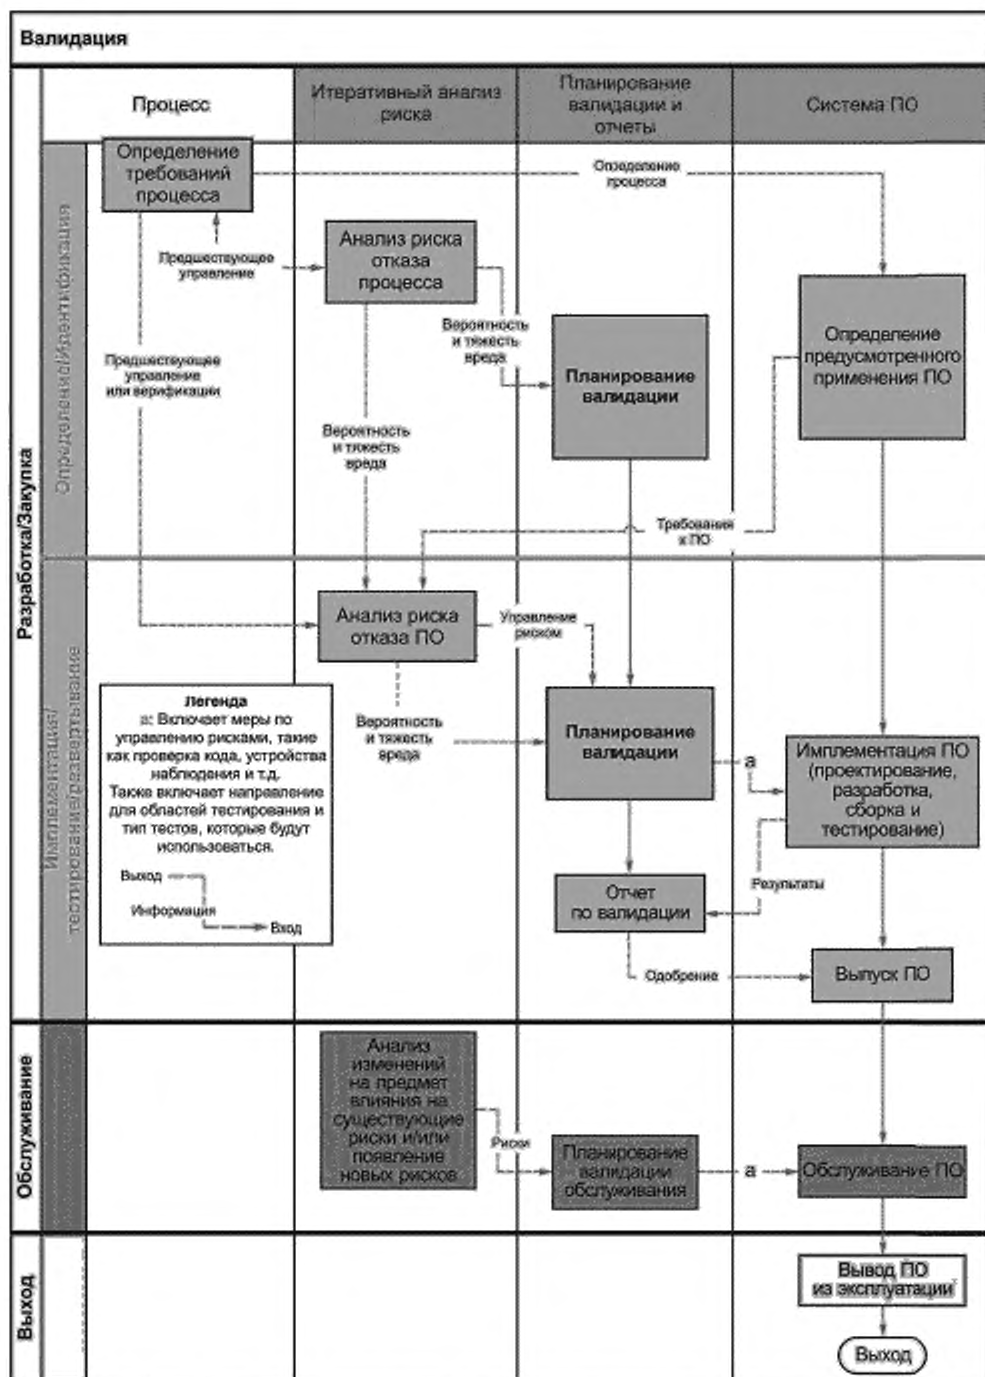 Валидация
Процесс
Итеративный анализ
риска
Планирование
валидации и
отчеты
Система ПО
Разработка/Закупка
Определение/Идентификация
Определение
требований
процесса
Определение
процесса
Предшествующее
управление
Анализ риска
отказа
процесса
Вероятность
и тяжесть
вреда
Планирование
валидации
Определение
предусмотренного
применения ПО
Предшествующее
управление
или верификации
Вероятность
и тяжесть
вреда
Требования
к ПО
Имплементация/
тестирование/развертывание
Анализ риска
отказа ПО
Управление
риском
Легенда
а: Включает меры по
управлению рисками, такие
как проверка кода, устройства
наблюдения и т.д.
Также включает направление
для областей тестирования и
тип тестов, которые будут
использоваться.
Выход
Информация
Вход
Вероятность
и тяжесть
вреда
Планирование
валидации
а
Имплементация ПО
(проектирование,
разработка,
сборка и
тестирование)
Результаты
Отчет
по валидации
Одобрение
Выпуск ПО
Обслуживание
Анализ
изменений
на предмет
влияния на
существующие
риски и/или
появление
новых рисков
Риски
Планирование
валидации
обслуживания
а
Обслуживание ПО
Выход
Вывод ПО
из эксплуатации
Выход